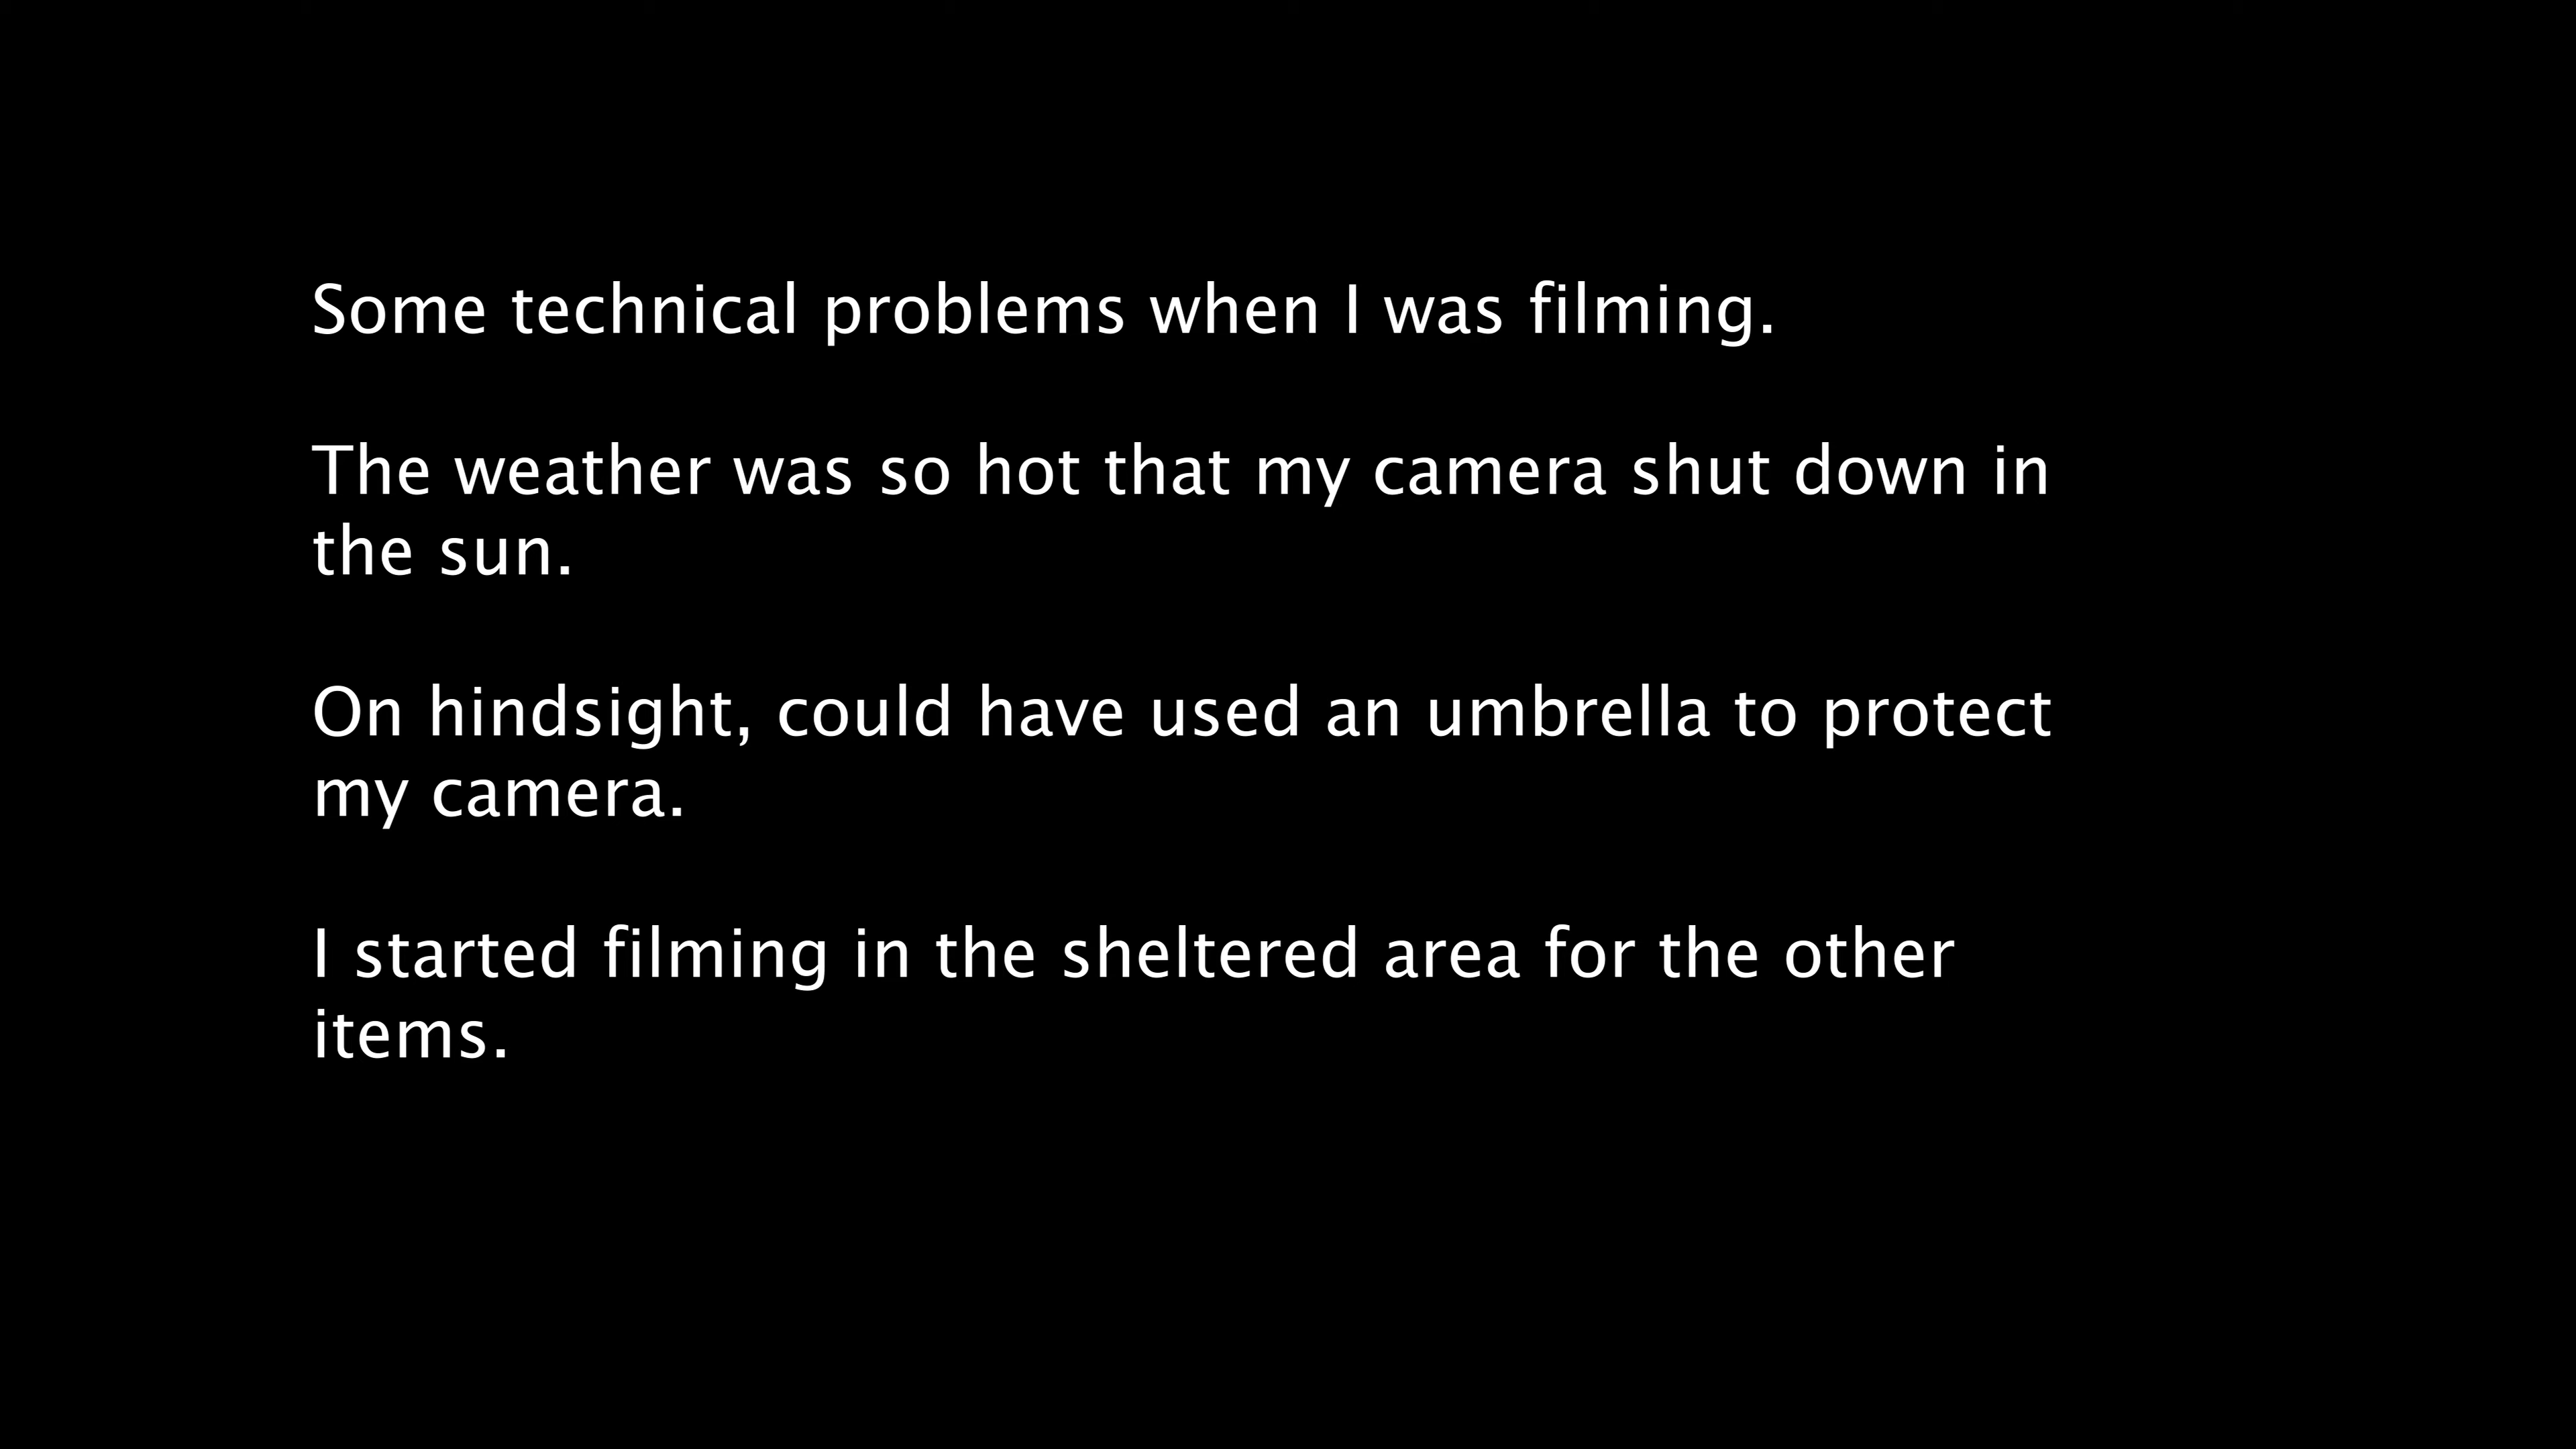 Some technical problems when I was filming.
The weather was so hot that my camera shut down in
the sun.
On hindsight, could have used an umbrella to protect
my camera.
I started filming in the sheltered area for the other
items.